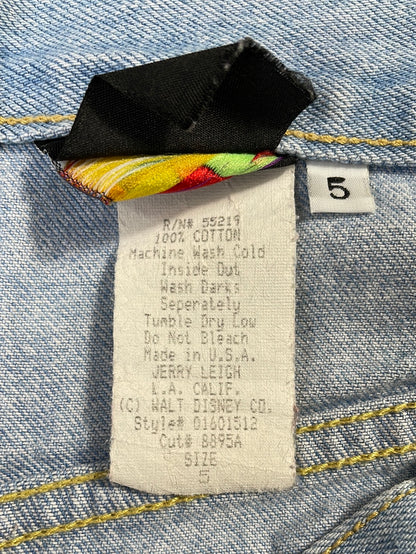 5
R/N# 55219
100% COTTON
Machine Wash Cold
Inside Out
Wash Darks
Seperately
Tumble Dry Low
Do Not Bleach
Made in U.S.A.
JERRY LEIGH
L.A. CALIF.
(C) WALT DISNEY CO.
Style# 01601512
Cut# 8895A
SIZE
5